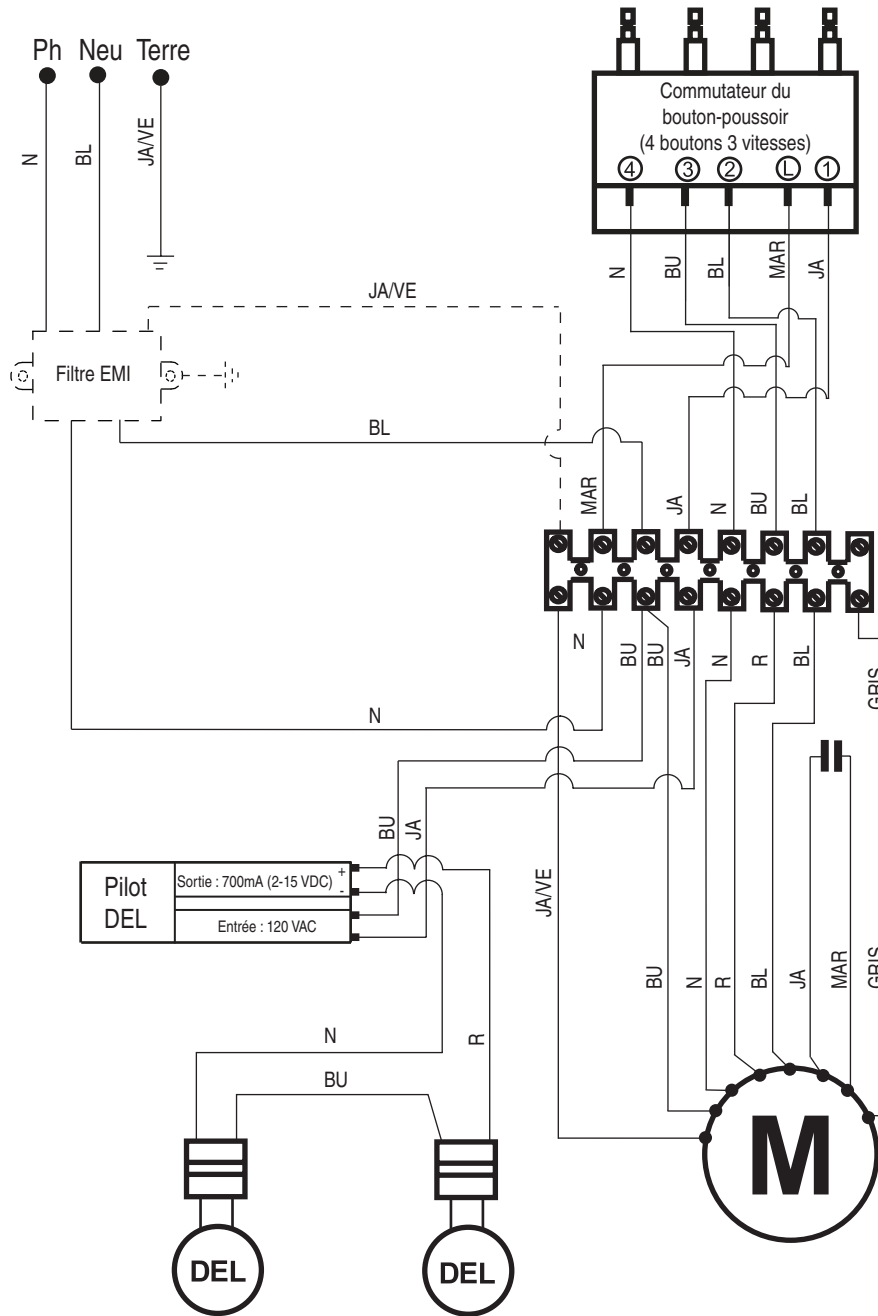 Ph Neu Terre
N
BL
JA/VE
Commutateur du
bouton-poussoir
(4 boutons 3 vitesses)
4 3 2 L 1
N
BU
BL
MAR
JA
JA/VE
Filtre EMI
BL
MAR
JA
N
BU
BL
N
BU
BU
JA
N
R
BL
GRIS
N
BU
JA
Pilot
DEL
Sortie : 700mA (2-15 VDC)
+
-
Entrée : 120 VAC
JA/VE
BU
N
R
BL
JA
MAR
GRIS
N
R
BU
M
DEL
DEL